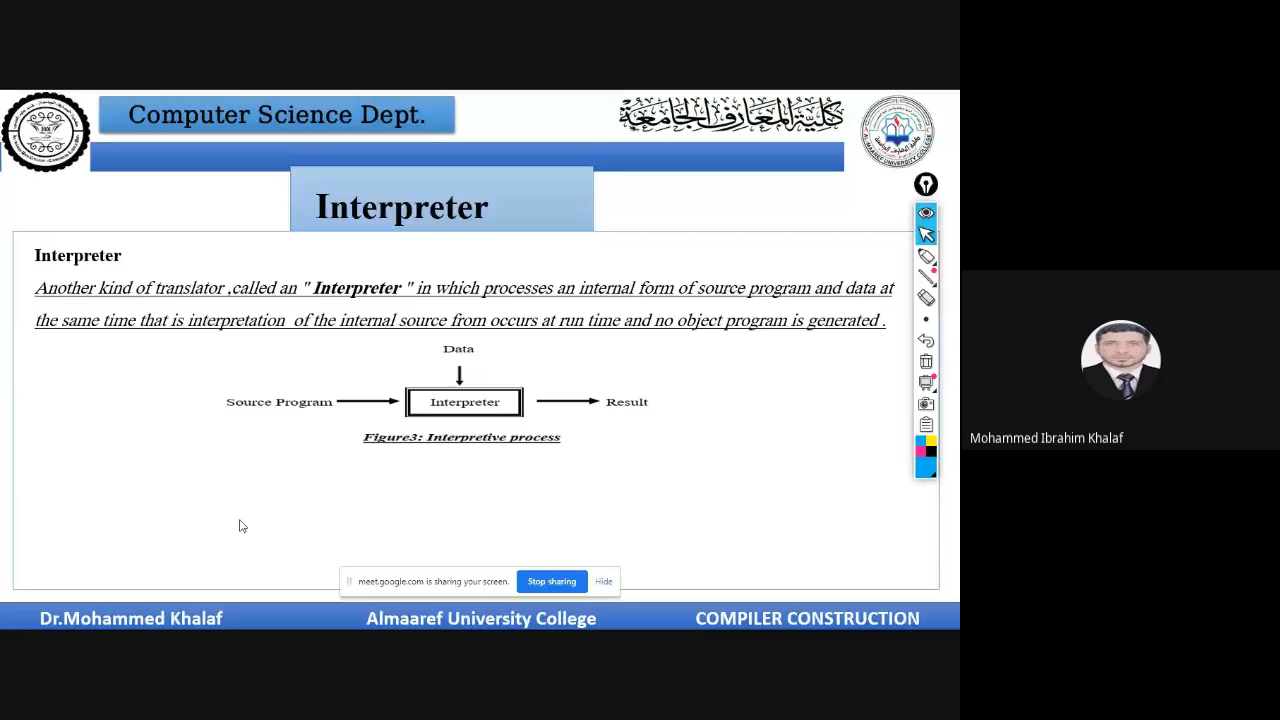 Computer Science Dept.
كلية المعارف الجامعة
Interpreter
Interpreter
Another kind of translator ,called an " Interpreter " in which processes an internal form of source program and data at
the same time that is interpretation of the internal source from occurs at run time and no object program is generated .
Data
Source Program
Interpreter
Result
Figure3: Interpretive process
Mohammed Ibrahim Khalaf
meet.google.com is sharing your screen.
Stop sharing
Hide
Dr.Mohammed Khalaf
Almaaref University College
COMPILER CONSTRUCTION